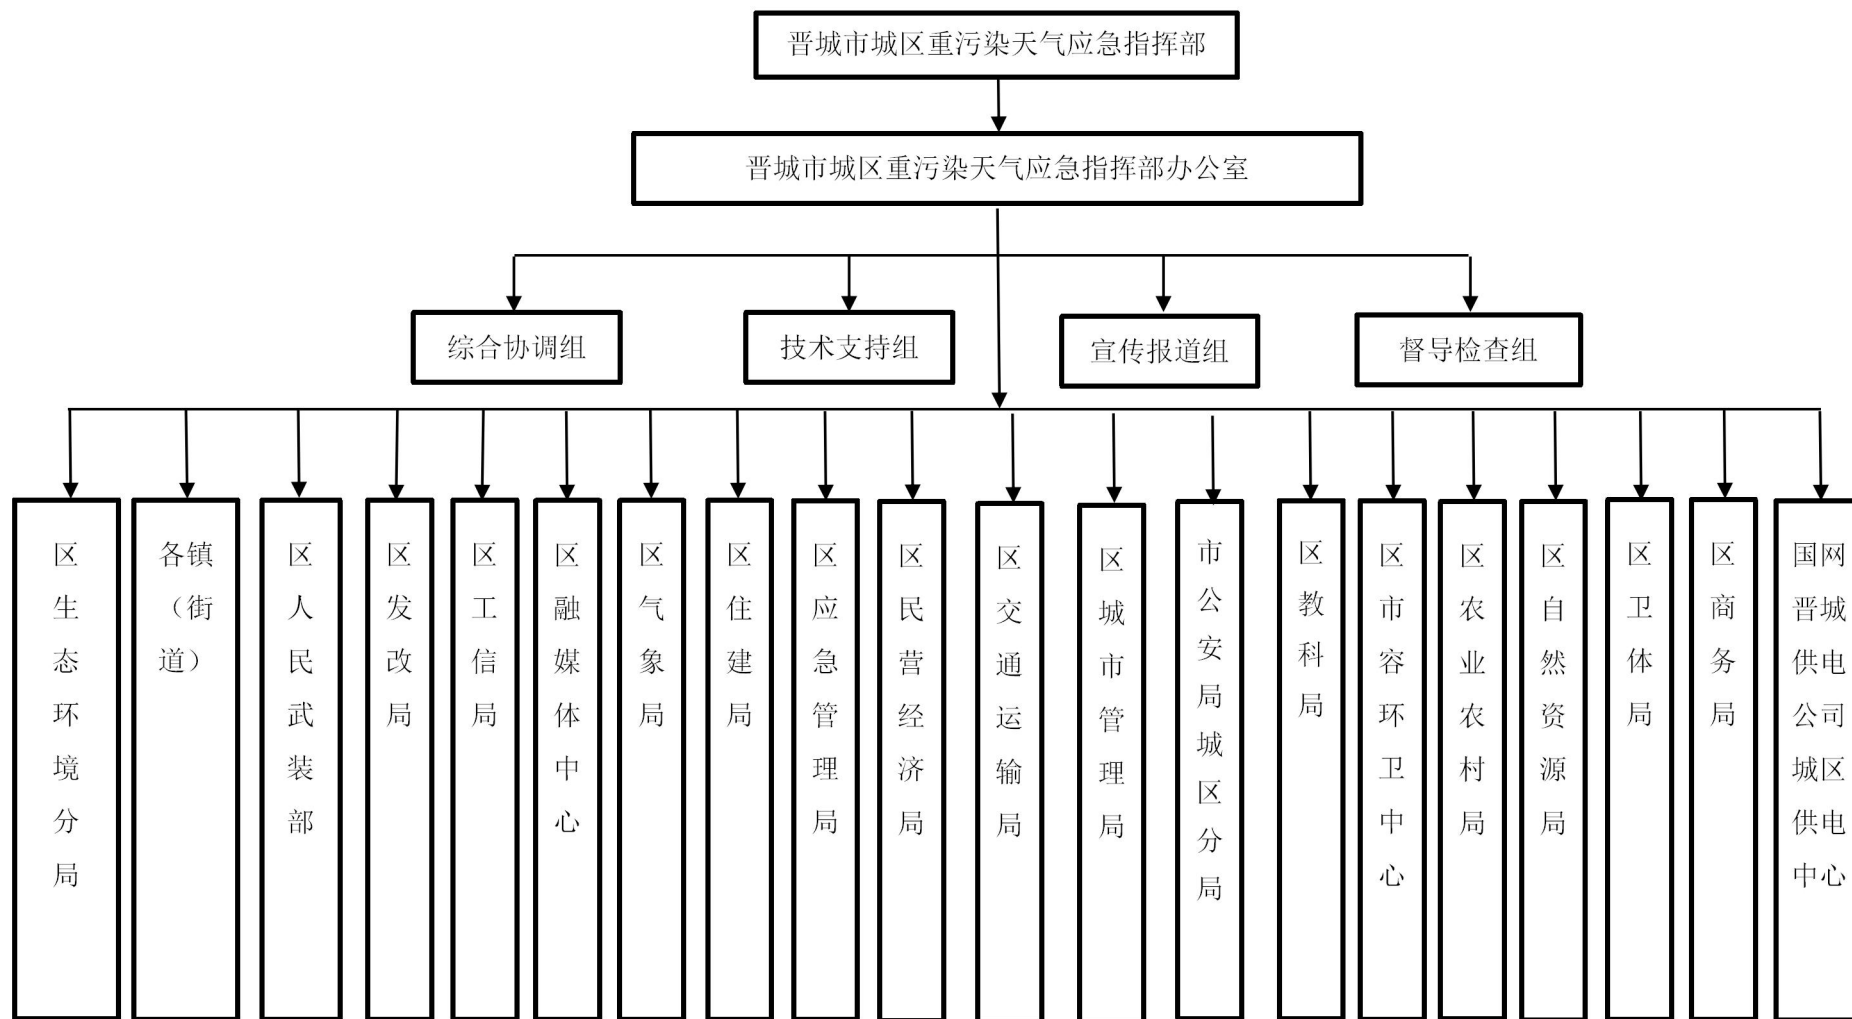 晋城市城区重污染天气应急指挥部
晋城市城区重污染天气应急指挥部办公室
综合协调组
技术支持组
宣传报道组
督导检查组
区生态环境分局
各镇
（街
道）
区人民武装部
区发改局
区工信局
区融媒体中心
区气象局
区住建局
区应急管理局
区民营经济局
区交通运输局
区城市管理局
市公安局城区分局
区教科局
区市容环卫中心
区农业农村局
区自然资源局
区卫体局
区商务局
国网
晋城
供电
公司
城区
供电
中心